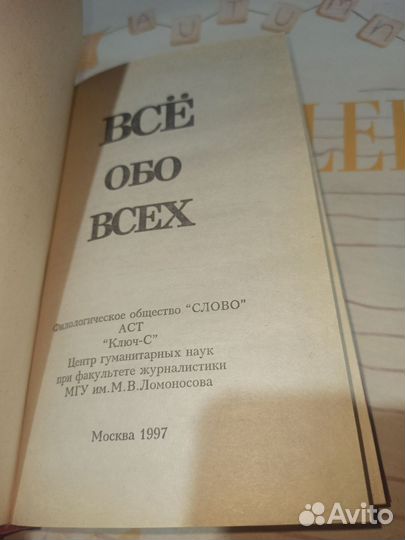 AUTUMN
ВСЁ
ОБО
ВСЕХ
Филологическое общество "СЛОВО"
АСТ
"Ключ-С"
Центр гуманитарных наук
при факультете журналистики
МГУ им.М.В.Ломоносова
Москва 1997
Avito